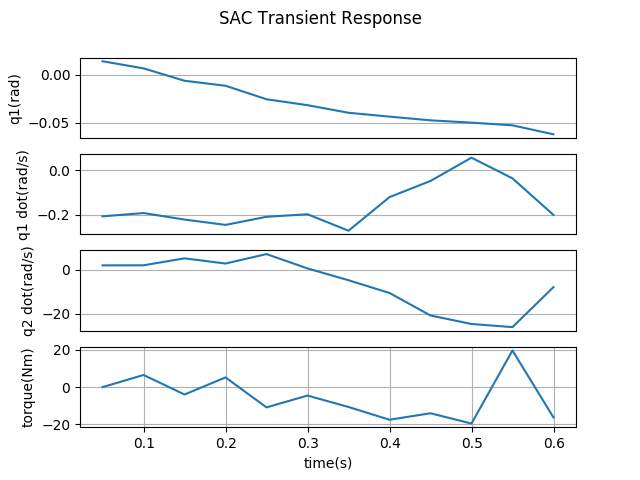 SAC Transient Response
q1(rad)
0.00
−0.05
q1 dot(rad/s)
0.0
−0.2
q2 dot(rad/s)
0
−20
torque(Nm)
20
0
−20
0.1 0.2 0.3 0.4 0.5 0.6
time(s)